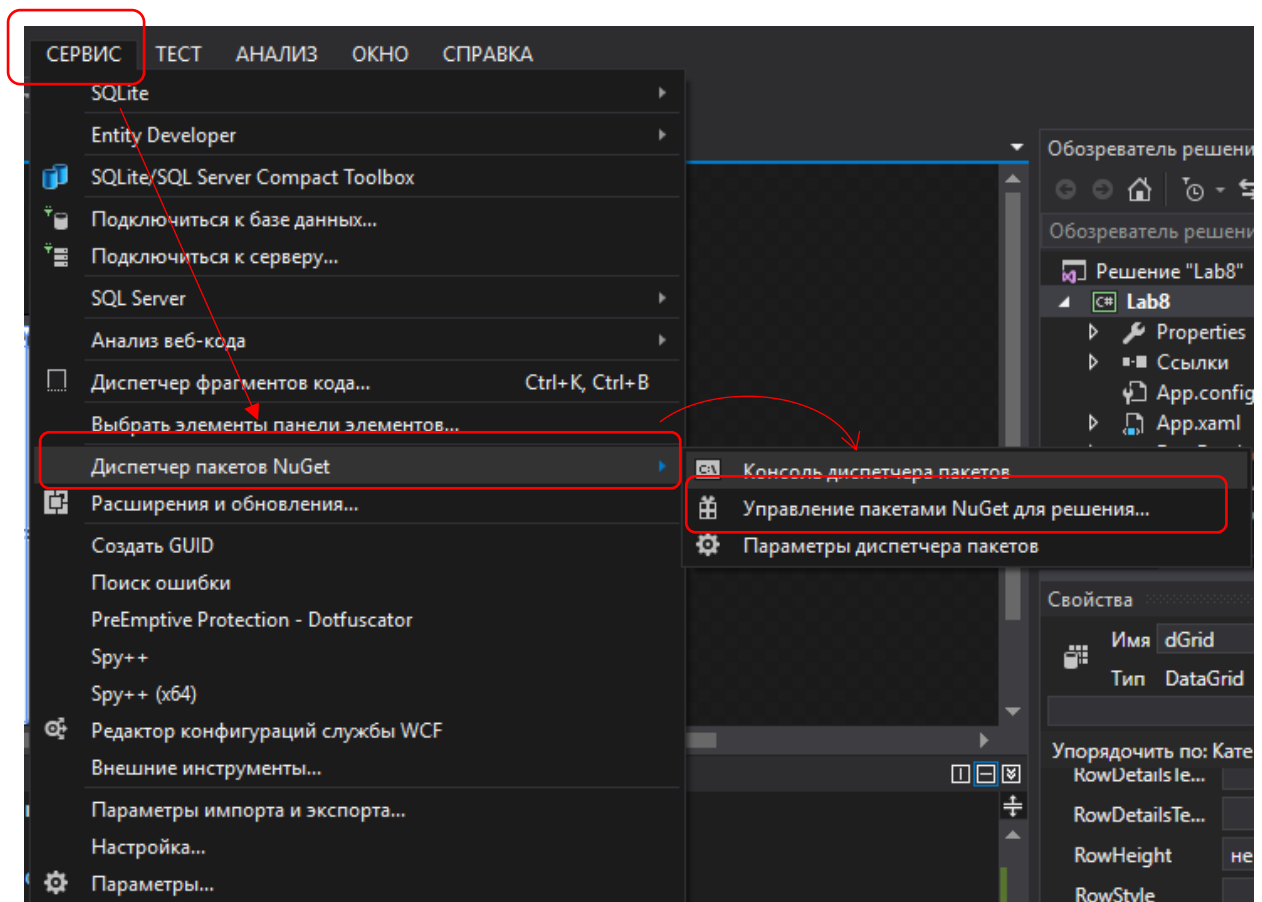 СЕРВИС ТЕСТ АНАЛИЗ ОКНО СПРАВКА
SQLite
Entity Developer
SQLite/SQL Server Compact Toolbox
Подключиться к базе данных...
Подключиться к серверу...
SQL Server
Анализ веб-кода
Диспетчер фрагментов кода... Ctrl+K, Ctrl+B
Выбрать элементы панели элементов...
Диспетчер пакетов NuGet
Расширения и обновления...
Создать GUID
Поиск ошибки
PreEmptive Protection - Dotfuscator
Spy++
Spy++ (x64)
Редактор конфигураций службы WCF
Внешние инструменты...
Параметры импорта и экспорта...
Настройка...
Параметры...
C:\
Консоль диспетчера пакетов
Управление пакетами NuGet для решения...
Параметры диспетчера пакетов
Обозреватель решени
Обозреватель решени
Решение "Lab8"
C# Lab8
Properties
Ссылки
App.config
App.xaml
Свойства
Имя dGrid
Тип DataGrid
Упорядочить по: Кате
RowDetailsTe...
RowDetailsTe...
RowHeight не
RowStyle